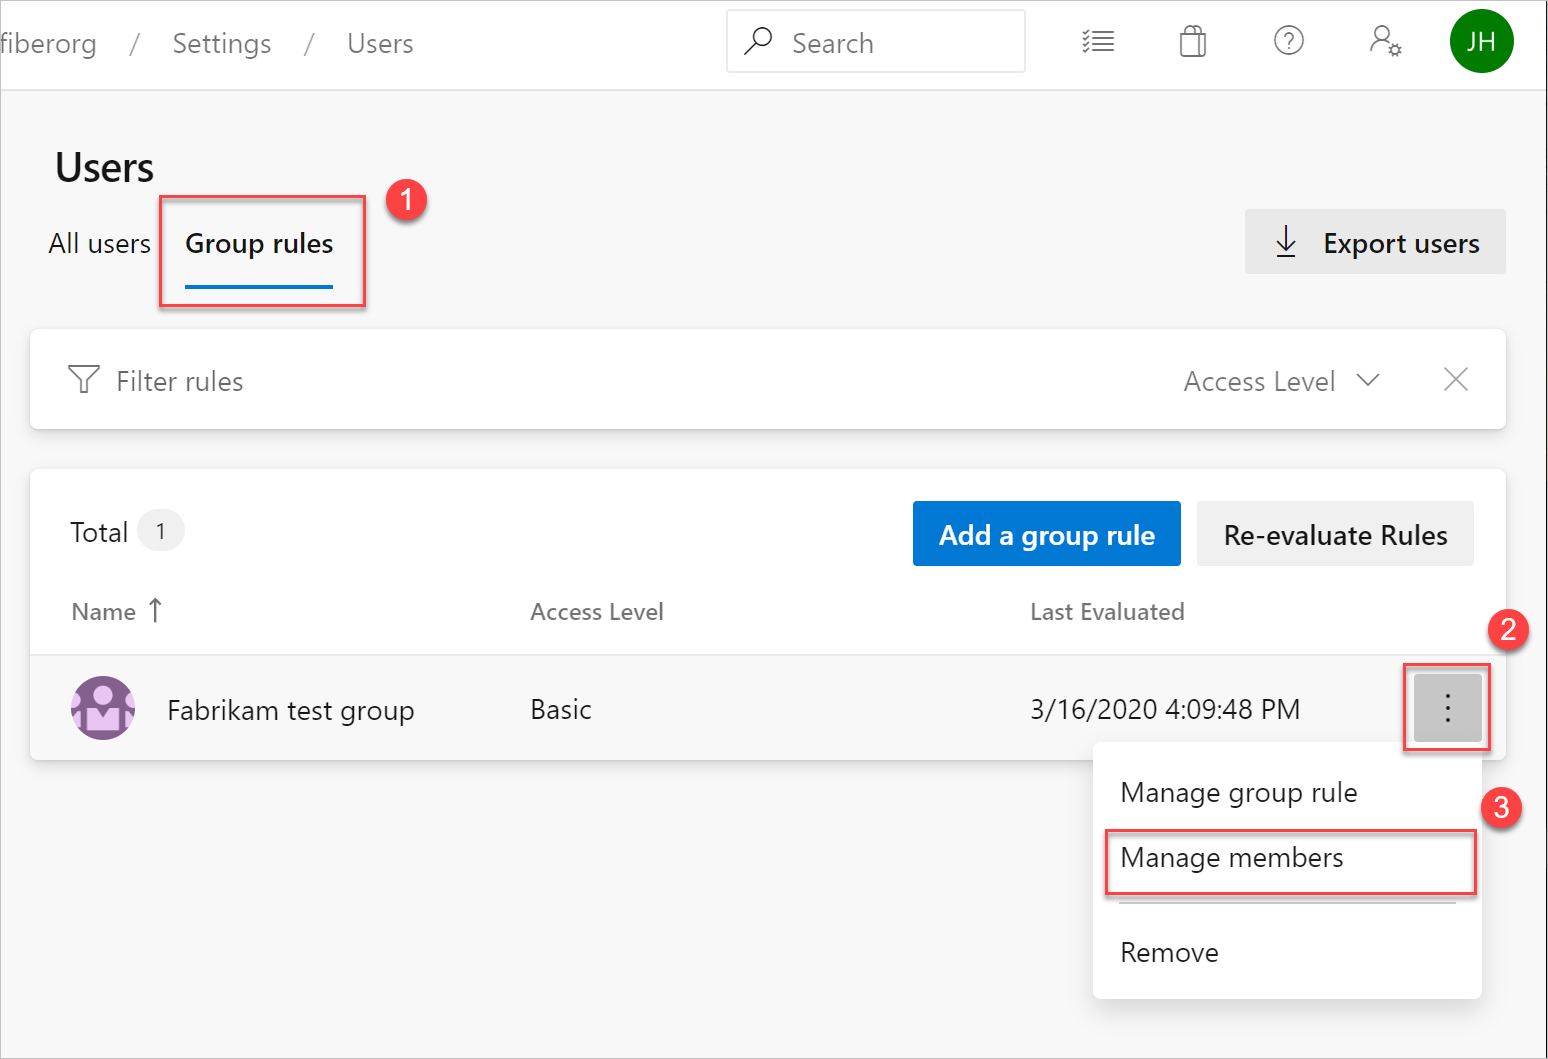 fiberorg / Settings / Users
Search
JH
Users
1
All users
Group rules
Export users
Filter rules
Access Level
Total 1
Add a group rule
Re-evaluate Rules
Name ↑
Access Level
Last Evaluated
2
Fabrikam test group
Basic
3/16/2020 4:09:48 PM
Manage group rule
3
Manage members
Remove